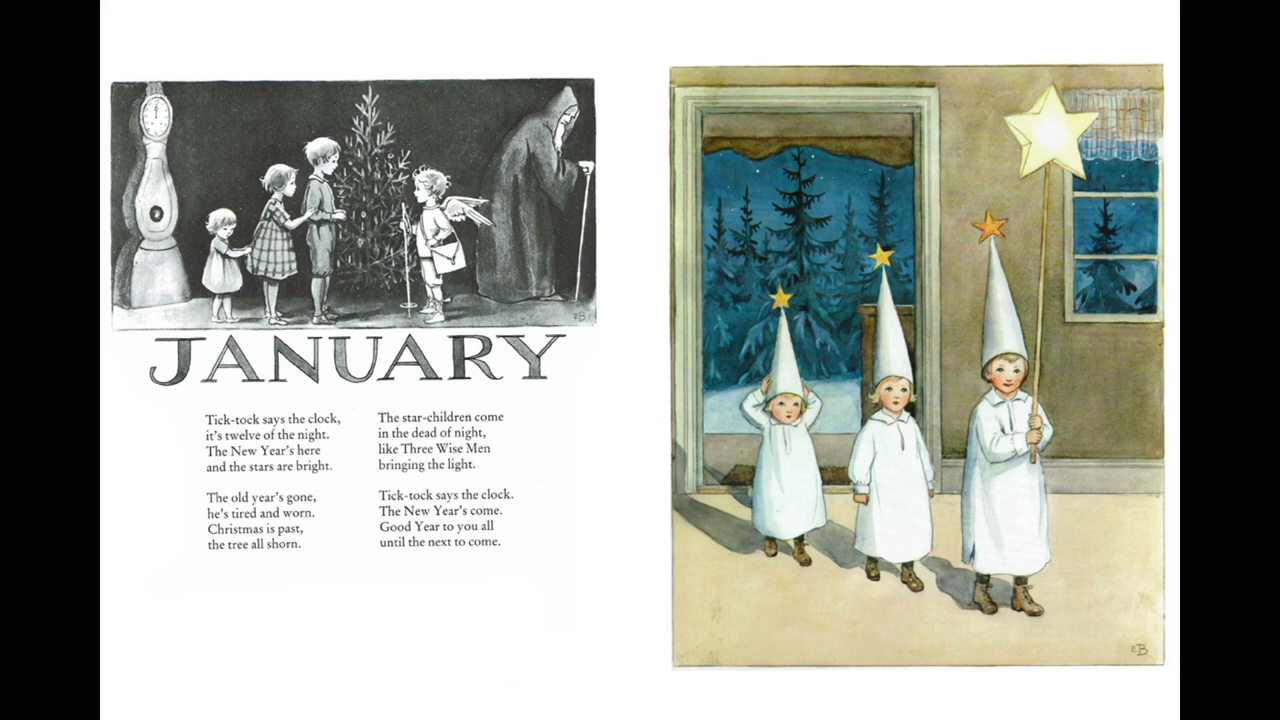 JANUARY
Tick-tock says the clock,
it's twelve of the night.
The New Year's here
and the stars are bright.
The old year's gone,
he's tired and worn.
Christmas is past,
the tree all shorn.
The star-children come
in the dead of night,
like Three Wise Men
bringing the light.
Tick-tock says the clock.
The New Year's come.
Good Year to you all
until the next to come.
EB
EB